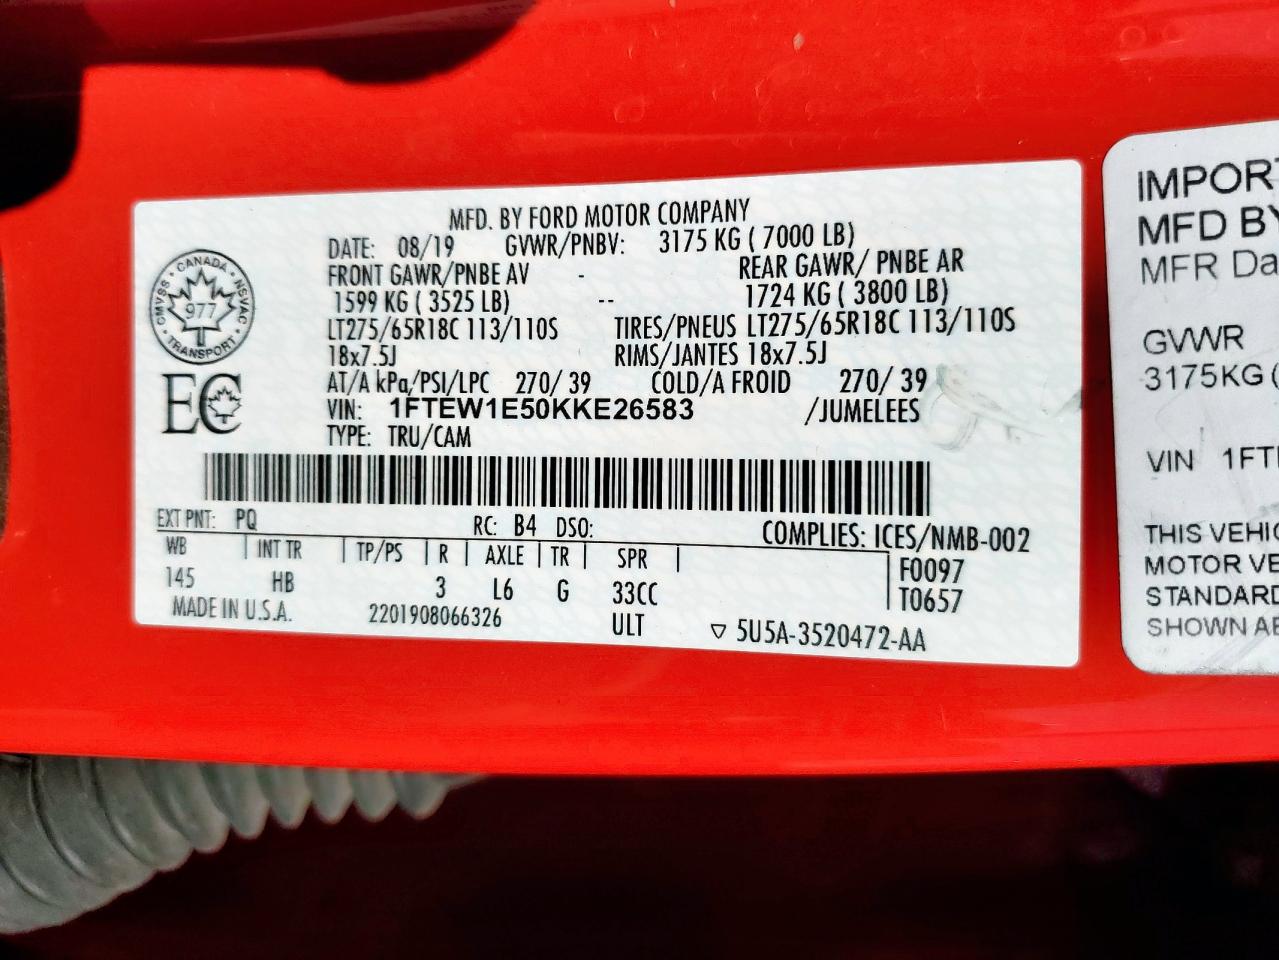 MFD. BY FORD MOTOR COMPANY
DATE: 08/19 GVWR/PNBV: 3175 KG ( 7000 LB)
FRONT GAWR/PNBE AV - REAR GAWR/ PNBE AR
1599 KG ( 3525 LB) -- 1724 KG ( 3800 LB)
LT275/65R18C 113/110S TIRES/PNEUS LT275/65R18C 113/110S
18x7.5J RIMS/JANTES 18x7.5J
AT/A kPa/PSI/LPC 270/ 39 COLD/A FROID 270/ 39
VIN: 1FTEW1E50KKE26583 /JUMELEES
TYPE: TRU/CAM
CANADA
CMVSS • NSVAC
977
TRANSPORT
EC
EXT PNT: PQ RC: B4 DSO: COMPLIES: ICES/NMB-002
WB | INT TR | TP/PS | R | AXLE | TR | SPR | F0097
145 HB 3 L6 G 33CC T0657
MADE IN U.S.A. 2201908066326 ULT ▽ 5U5A-3520472-AA
IMPORT
MFD BY
MFR Da
GVWR
3175KG (
VIN 1FT
THIS VEHIC
MOTOR VE
STANDARD
SHOWN AB